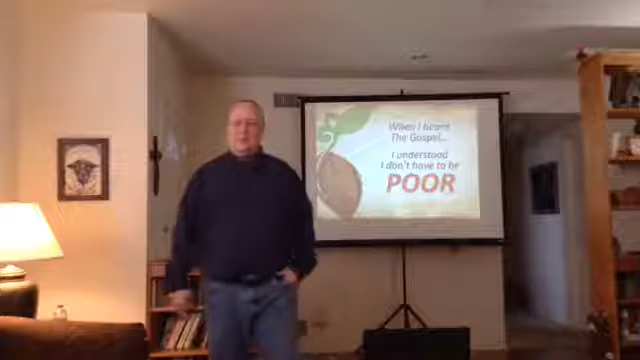 When I heard
The Gospel...
I understood
I don't have to be
POOR